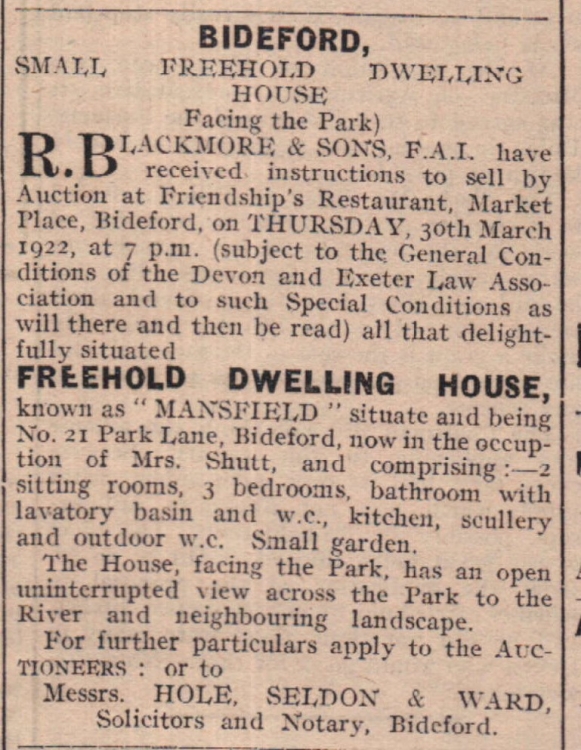 BIDEFORD,
SMALL FREEHOLD DWELLING
HOUSE
Facing the Park)
R. BLACKMORE & SONS, F.A.I. have
received instructions to sell by
Auction at Friendship's Restaurant, Market
Place, Bideford, on THURSDAY, 30th March
1922, at 7 p.m. (subject to the General Con-
ditions of the Devon and Exeter Law Asso-
ciation and to such Special Conditions as
will there and then be read) all that delight-
fully situated
FREEHOLD DWELLING HOUSE,
known as " MANSFIELD " situate and being
No. 21 Park Lane, Bideford, now in the occup-
tion of Mrs. Shutt, and comprising :—2
sitting rooms, 3 bedrooms, bathroom with
lavatory basin and w.c., kitchen, scullery
and outdoor w.c. Small garden.
The House, facing the Park, has an open
uninterrupted view across the Park to the
River and neighbouring landscape.
For further particulars apply to the AUC-
TIONEERS : or to
Messrs. HOLE, SELDON & WARD,
Solicitors and Notary, Bideford.